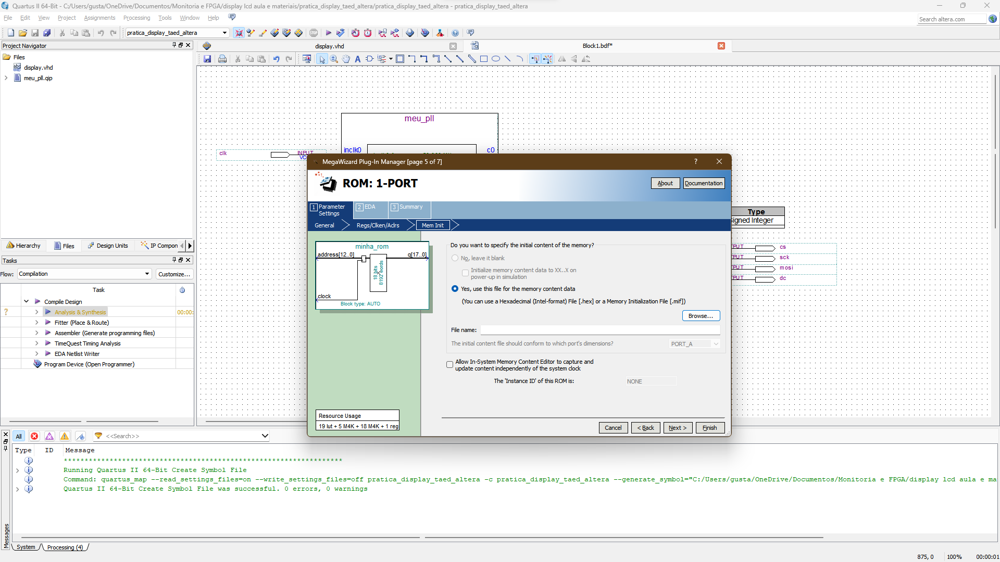 Quartus II 64-Bit - C:/Users/gusta/OneDrive/Documentos/Monitoria e FPGA/display lcd aula e materiais/pratica_display_taed_altera/pratica_display_taed_altera - pratica_display_taed_altera
File Edit View Project Assignments Processing Tools Window Help
Search altera.com
pratica_display_taed_altera
Project Navigator
display.vhd
Block1.bdf*
Files
display.vhd
meu_pll.qip
Hierarchy
Files
Design Units
IP Compon
Tasks
Flow: Compilation
Customize...
Task
Compile Design
Analysis & Synthesis
00:00:
Fitter (Place & Route)
Assembler (Generate programming files)
TimeQuest Timing Analysis
EDA Netlist Writer
Program Device (Open Programmer)
meu_pll
clk
INPUT
VC
inclk0
c0
Type
igned Integer
PUT
cs
PUT
sck
PUT
mosi
PUT
dc
MegaWizard Plug-In Manager [page 5 of 7]
?
ROM: 1-PORT
About
Documentation
1 Parameter Settings
2 EDA
3 Summary
General
Regs/Clken/Aclrs
Mem Init
minha_rom
address[12..0]
q[17..0]
18 bits
8192 words
clock
Block type: AUTO
Do you want to specify the initial content of the memory?
No, leave it blank
Initialize memory content data to XX..X on
power-up in simulation
Yes, use this file for the memory content data
(You can use a Hexadecimal (Intel-format) File [.hex] or a Memory Initialization File [.mif])
Browse...
File name:
The initial content file should conform to which port's dimensions?
PORT_A
Allow In-System Memory Content Editor to capture and
update content independently of the system clock
The 'Instance ID' of this ROM is:
NONE
Resource Usage
19 lut + 5 M4K + 18 M4K + 1 reg
Cancel
< Back
Next >
Finish
All
<<Search>>
Type ID Message
*******************************************************************
Running Quartus II 64-Bit Create Symbol File
Command: quartus_map --read_settings_files=on --write_settings_files=off pratica_display_taed_altera -c pratica_display_taed_altera --generate_symbol="C:/Users/gusta/OneDrive/Documentos/Monitoria e FPGA/display lcd aula e ma
Quartus II 64-Bit Create Symbol File was successful. 0 errors, 0 warnings
Messages
System
Processing (4)
875, 0
100%
00:00:01